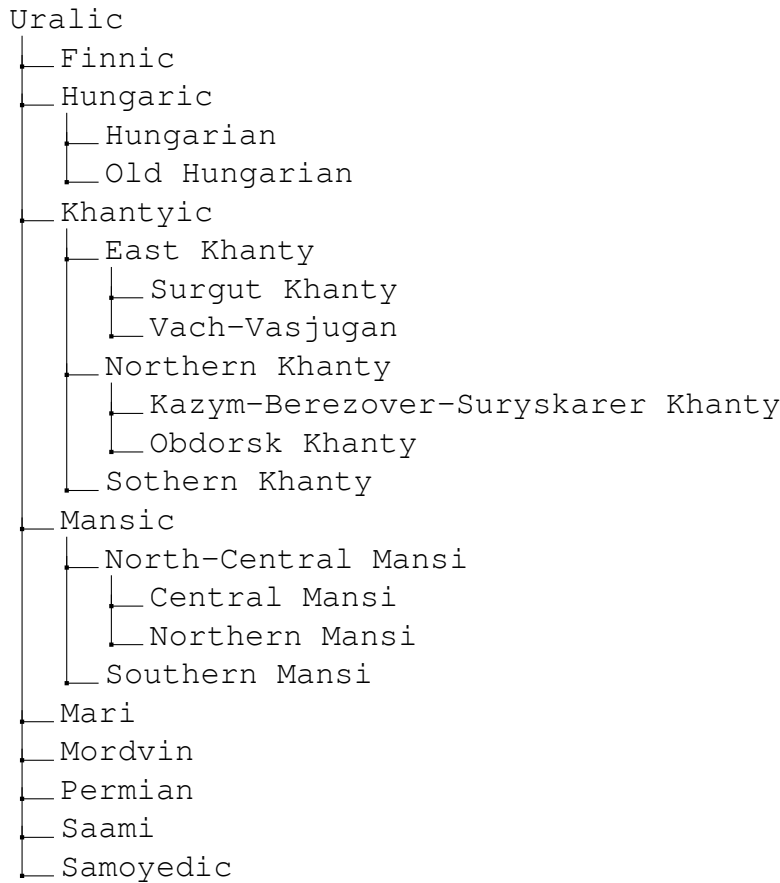 Uralic
Finnic
Hungaric
Hungarian
Old Hungarian
Khantyic
East Khanty
Surgut Khanty
Vach-Vasjugan
Northern Khanty
Kazym-Berezover-Suryskarer Khanty
Obdorsk Khanty
Sothern Khanty
Mansic
North-Central Mansi
Central Mansi
Northern Mansi
Southern Mansi
Mari
Mordvin
Permian
Saami
Samoyedic